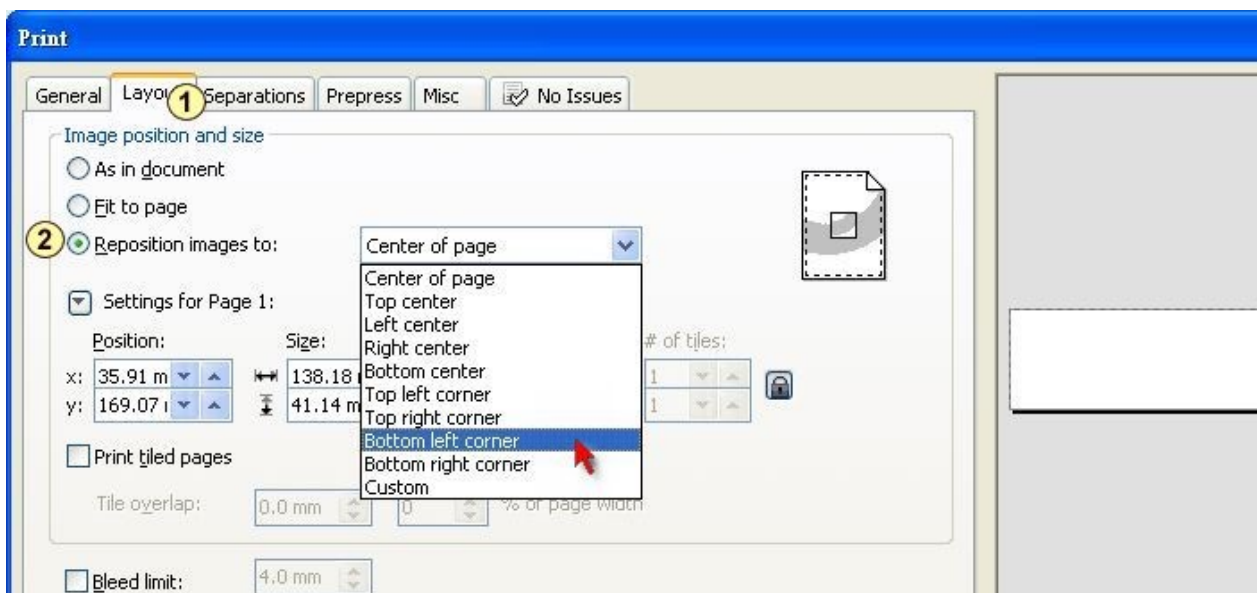 Print
General Layou 1 Separations Prepress Misc No Issues
Image position and size
As in document
Fit to page
2 Reposition images to: Center of page
Center of page
Top center
Left center
Right center
Bottom center
Top left corner
Top right corner
Bottom left corner
Bottom right corner
Custom
Settings for Page 1:
Position: Size: # of tiles:
x: 35.91 m 138.18 1
y: 169.07 41.14 m 1
Print tiled pages
Tile overlap: 0.0 mm 0 % of page width
Bleed limit: 4.0 mm